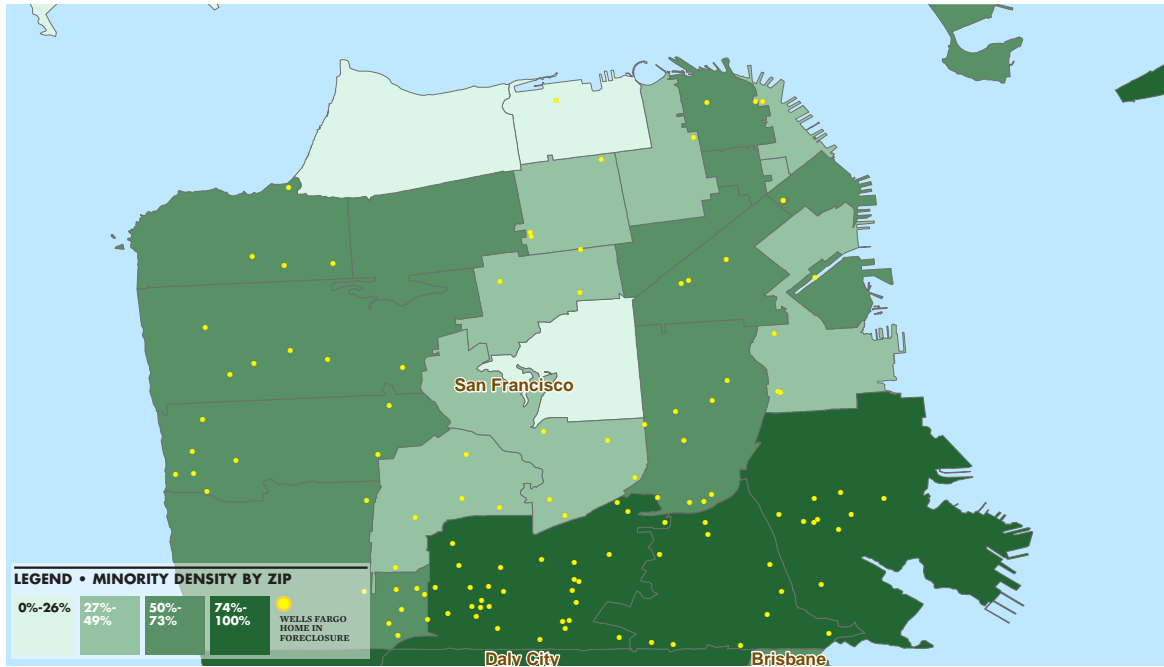 San Francisco
LEGEND • MINORITY DENSITY BY ZIP
0%-26%
27%-
49%
50%-
73%
74%-
100%
WELLS FARGO
HOME IN
FORECLOSURE
Daly City
Brisbane